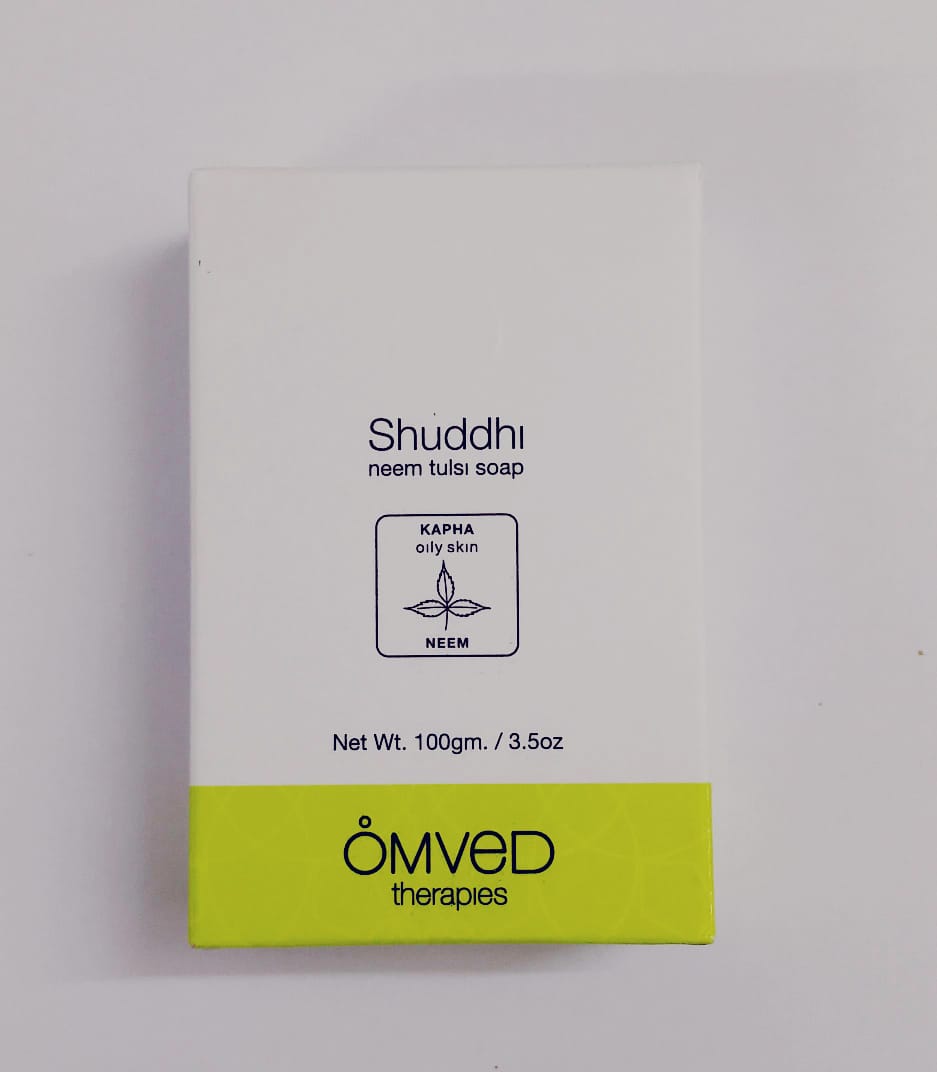 Shuddhi
neem tulsi soap
KAPHA
oily skin
NEEM
Net Wt. 100gm. / 3.5oz
OMVeD
therapies